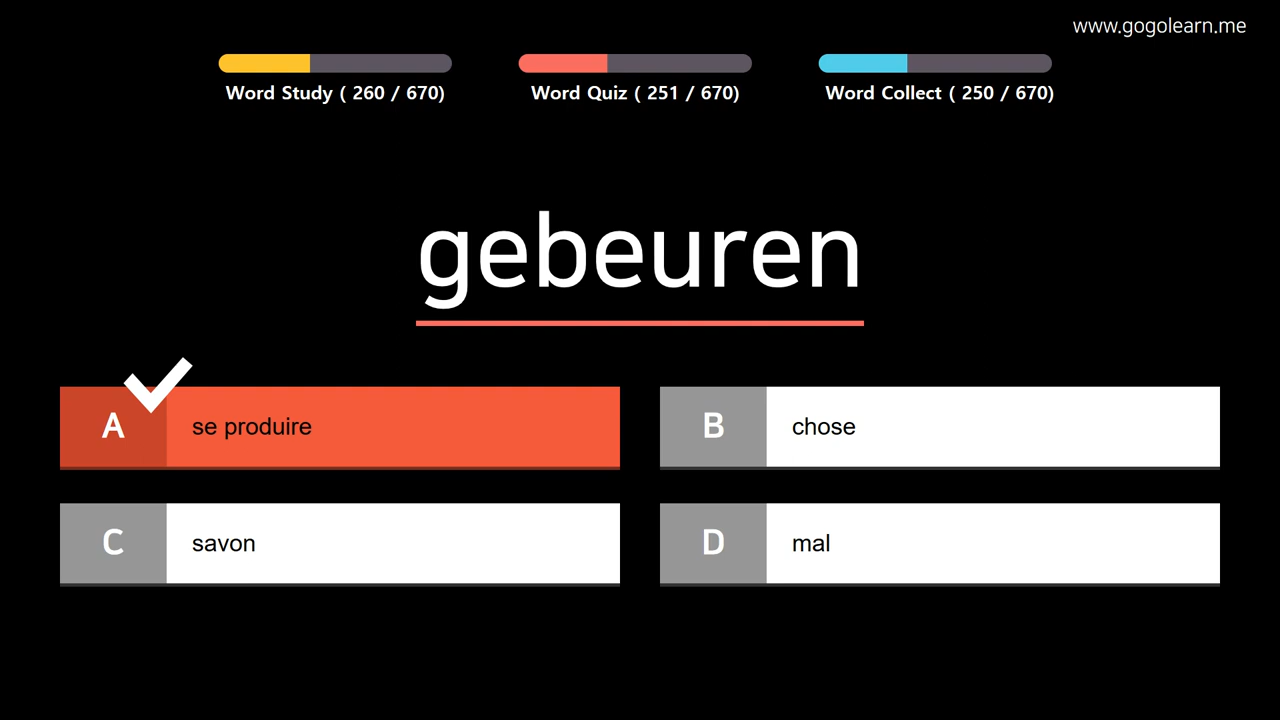 www.gogolearn.me
Word Study ( 260 / 670)
Word Quiz ( 251 / 670)
Word Collect ( 250 / 670)
gebeuren
A se produire
B chose
C savon
D mal